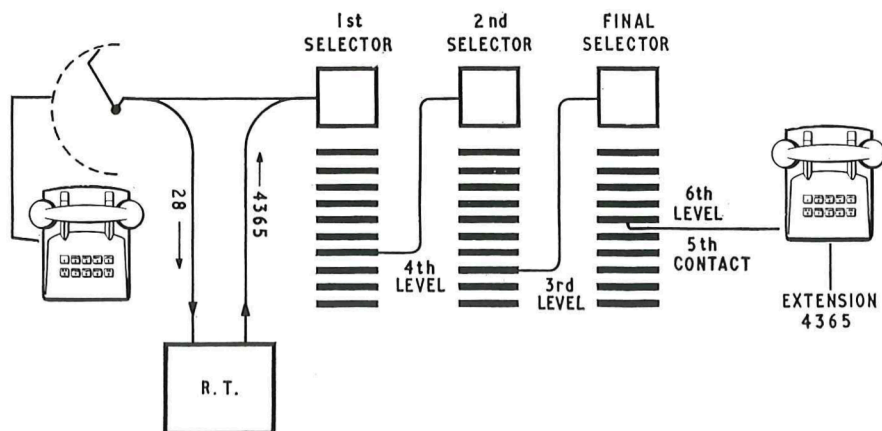 1st
SELECTOR
2nd
SELECTOR
FINAL
SELECTOR
28
4365
4th
LEVEL
3rd
LEVEL
6th
LEVEL
5th
CONTACT
EXTENSION
4365
R. T.